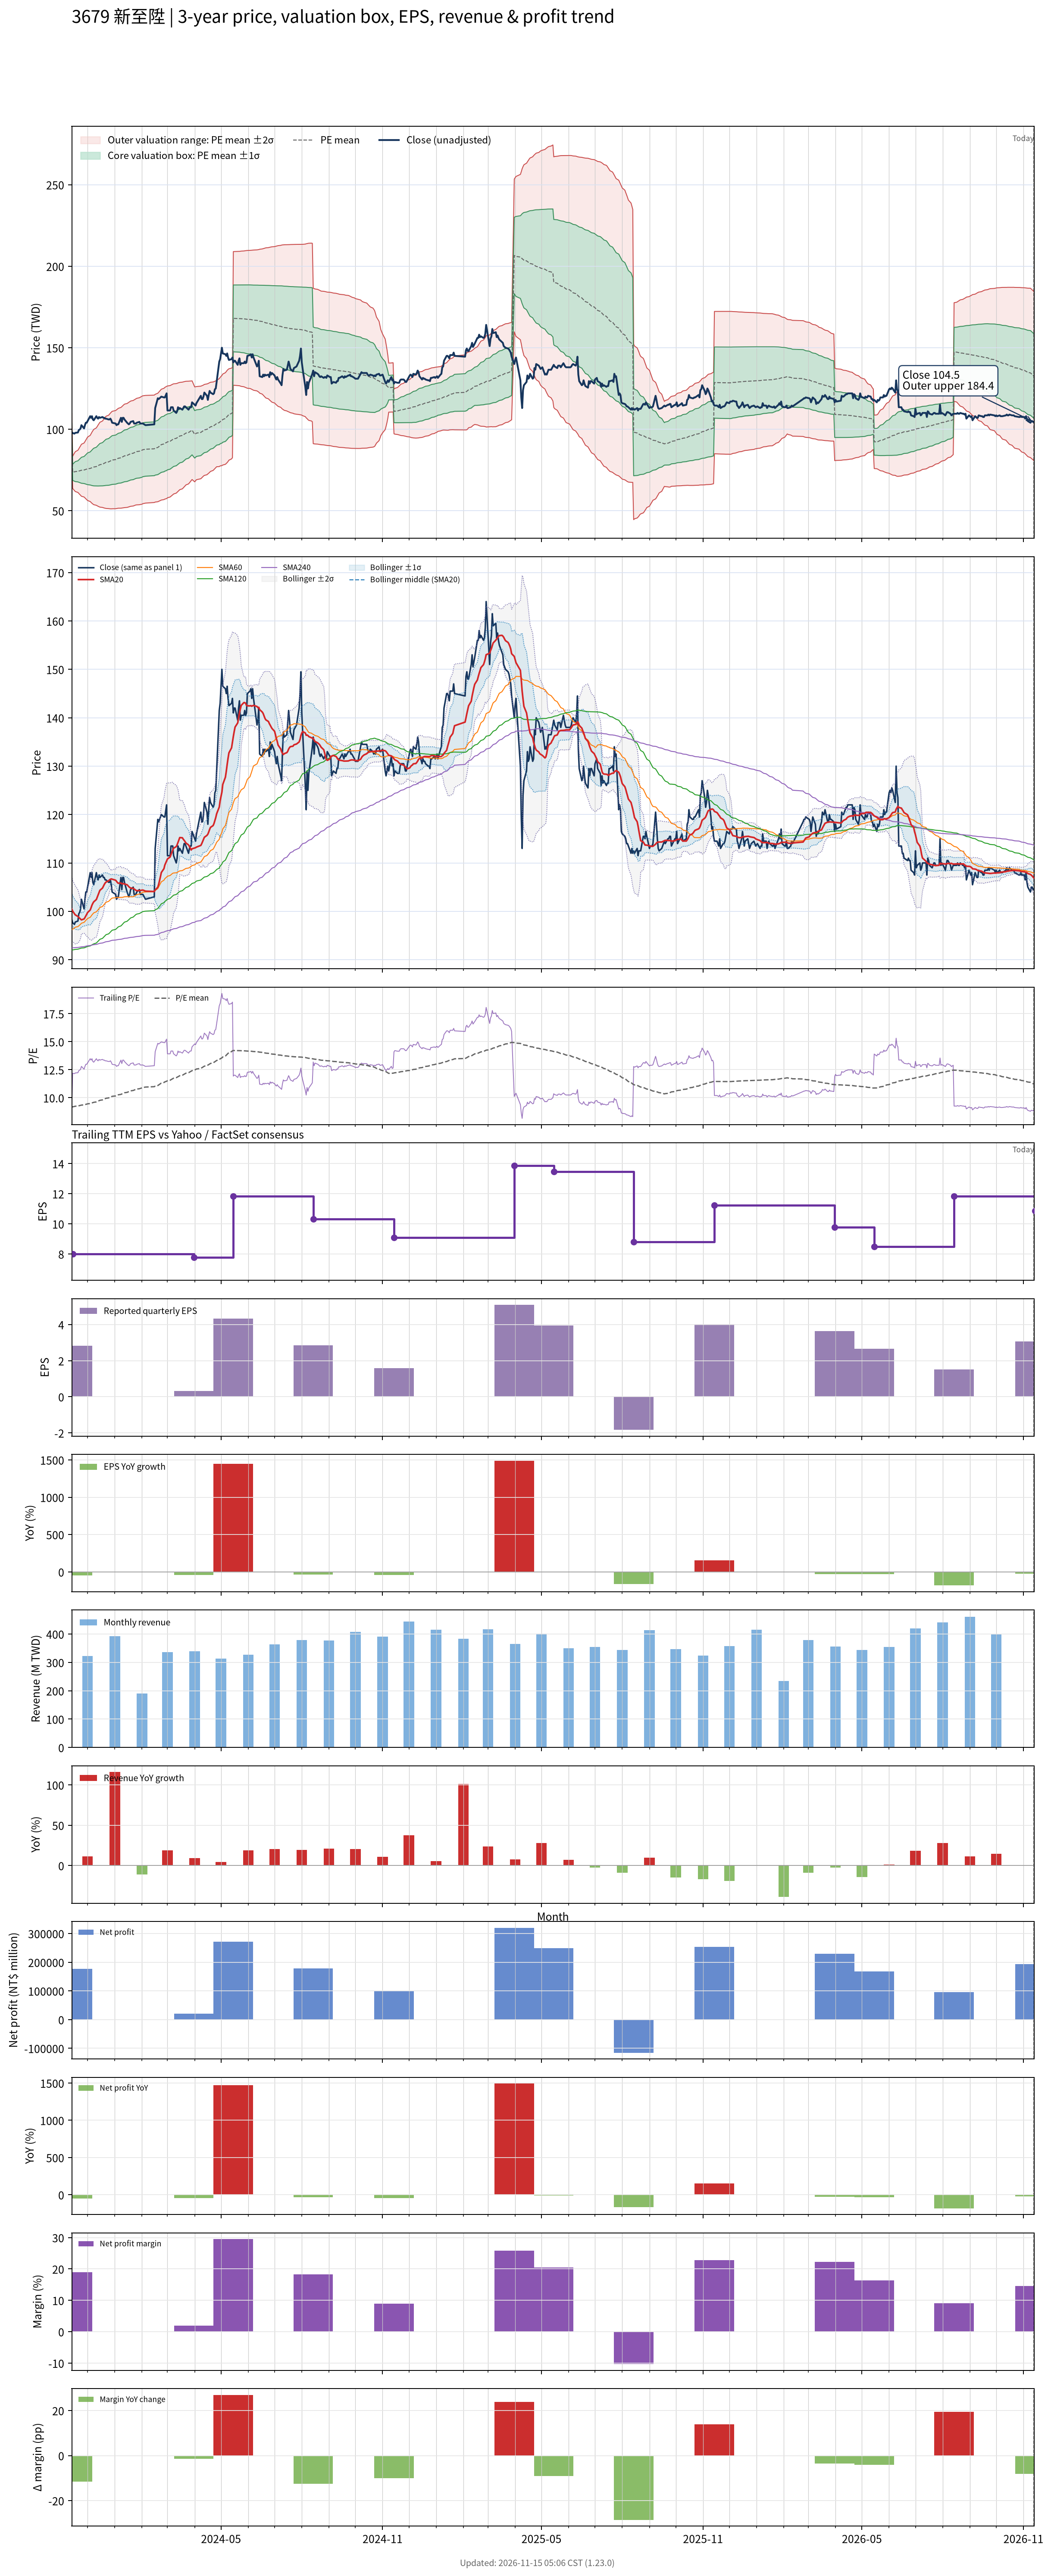 3679 新至陞 | 3-year price, valuation box, EPS, revenue & profit trend
Outer valuation range: PE mean ±2σ
PE mean
Close (unadjusted)
Core valuation box: PE mean ±1σ
Today
Price (TWD)
250
200
150
100
50
Close 104.5
Outer upper 184.4
Close (same as panel 1)
SMA20
SMA60
SMA120
SMA240
Bollinger ±2σ
Bollinger ±1σ
Bollinger middle (SMA20)
Price
170
160
150
140
130
120
110
100
90
Trailing P/E
P/E mean
P/E
17.5
15.0
12.5
10.0
Trailing TTM EPS vs Yahoo / FactSet consensus
Today
EPS
14
12
10
8
Reported quarterly EPS
EPS
4
2
0
-2
EPS YoY growth
YoY (%)
1500
1000
500
0
Monthly revenue
Revenue (M TWD)
400
300
200
100
0
Revenue YoY growth
YoY (%)
100
50
0
Month
Net profit
Net profit (NT$ million)
300000
200000
100000
0
-100000
Net profit YoY
YoY (%)
1500
1000
500
0
Net profit margin
Margin (%)
30
20
10
0
-10
Margin YoY change
Δ margin (pp)
20
0
-20
2024-05
2024-11
2025-05
2025-11
2026-05
2026-11
Updated: 2026-11-15 05:06 CST (1.23.0)